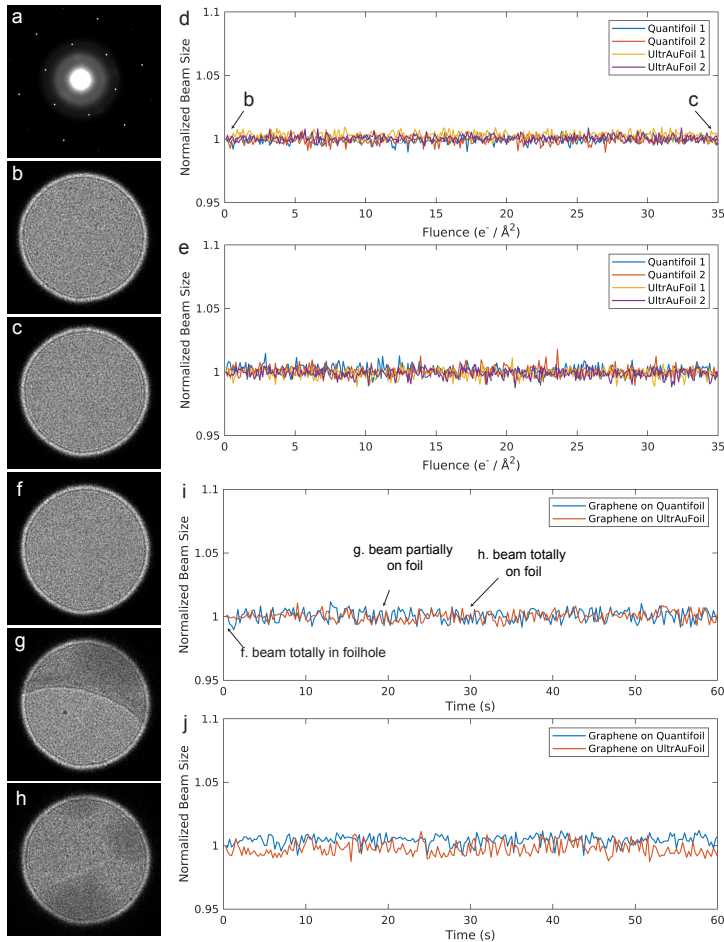 a
b
c
f
g
h
d
Normalized Beam Size
1.1
1.05
1
0.95
b
c
Quantifoil 1
Quantifoil 2
UltrAuFoil 1
UltrAuFoil 2
0 5 10 15 20 25 30 35
Fluence (e⁻ / Å²)
e
Normalized Beam Size
1.1
1.05
1
0.95
Quantifoil 1
Quantifoil 2
UltrAuFoil 1
UltrAuFoil 2
0 5 10 15 20 25 30 35
Fluence (e⁻ / Å²)
i
Normalized Beam Size
1.1
1.05
1
0.95
Graphene on Quantifoil
Graphene on UltrAuFoil
g. beam partially
on foil
h. beam totally
on foil
f. beam totally in foilhole
0 10 20 30 40 50 60
Time (s)
j
Normalized Beam Size
1.1
1.05
1
0.95
Graphene on Quantifoil
Graphene on UltrAuFoil
0 10 20 30 40 50 60
Time (s)